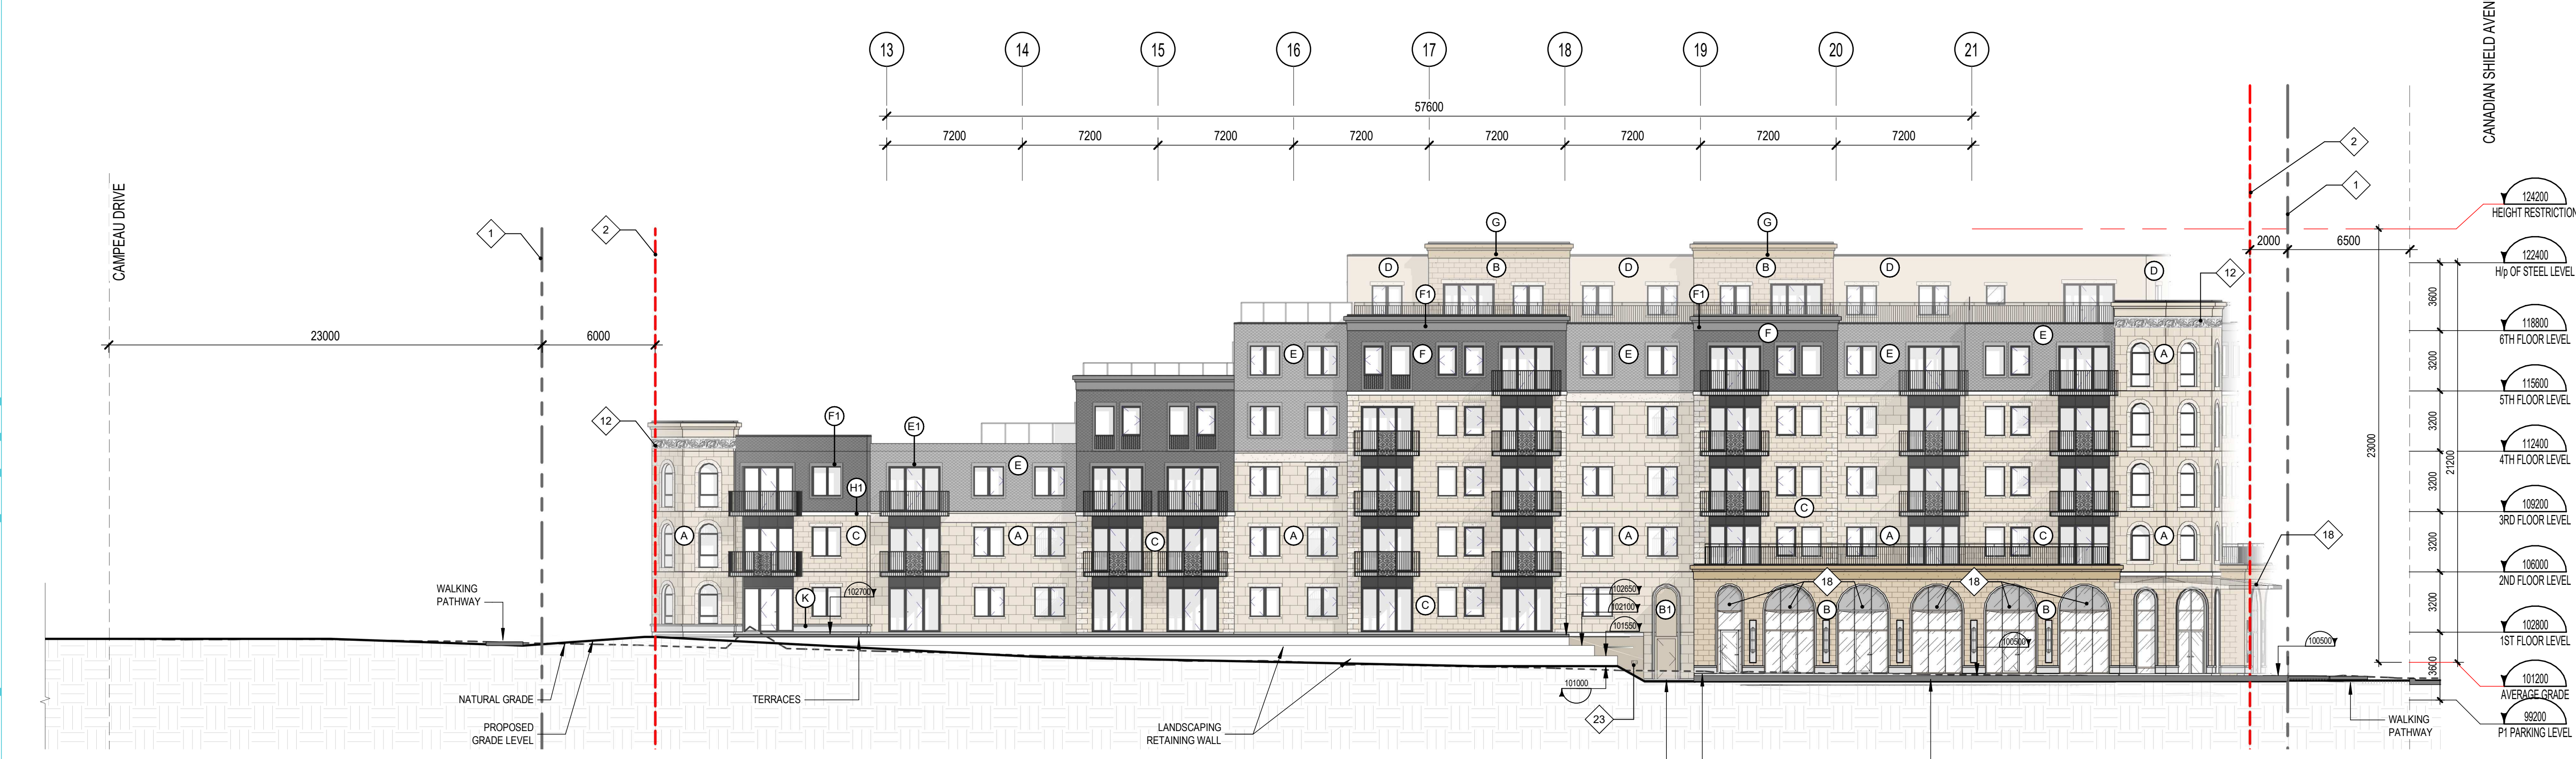 13
14
15
16
17
18
19
20
21
57600
7200
7200
7200
7200
7200
7200
7200
7200
CAMPEAU DRIVE
CANADIAN SHIELD AVEN
1
2
2
1
23000
6000
2000
6500
124200
HEIGHT RESTRICTION
122400
H/p OF STEEL LEVEL
118800
6TH FLOOR LEVEL
115600
5TH FLOOR LEVEL
112400
4TH FLOOR LEVEL
109200
3RD FLOOR LEVEL
106000
2ND FLOOR LEVEL
102800
1ST FLOOR LEVEL
101200
AVERAGE GRADE
99200
P1 PARKING LEVEL
3600
3200
3200
3200
3200
3200
3600
23000
21200
G
G
D
B
D
B
D
D
12
F1
F1
E
F
E
F
E
E
A
12
F1
E1
E
H1
C
A
C
A
C
A
A
C
A
C
A
18
K
102700
C
102650
102100
101550
B1
18
18
B
B
100500
100500
101000
23
WALKING
PATHWAY
NATURAL GRADE
PROPOSED
GRADE LEVEL
TERRACES
LANDSCAPING
RETAINING WALL
WALKING
PATHWAY